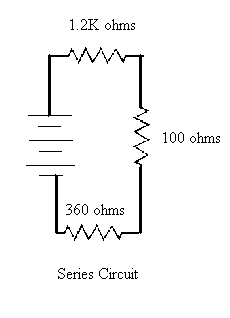 1.2K ohms
100 ohms
360 ohms
Series Circuit